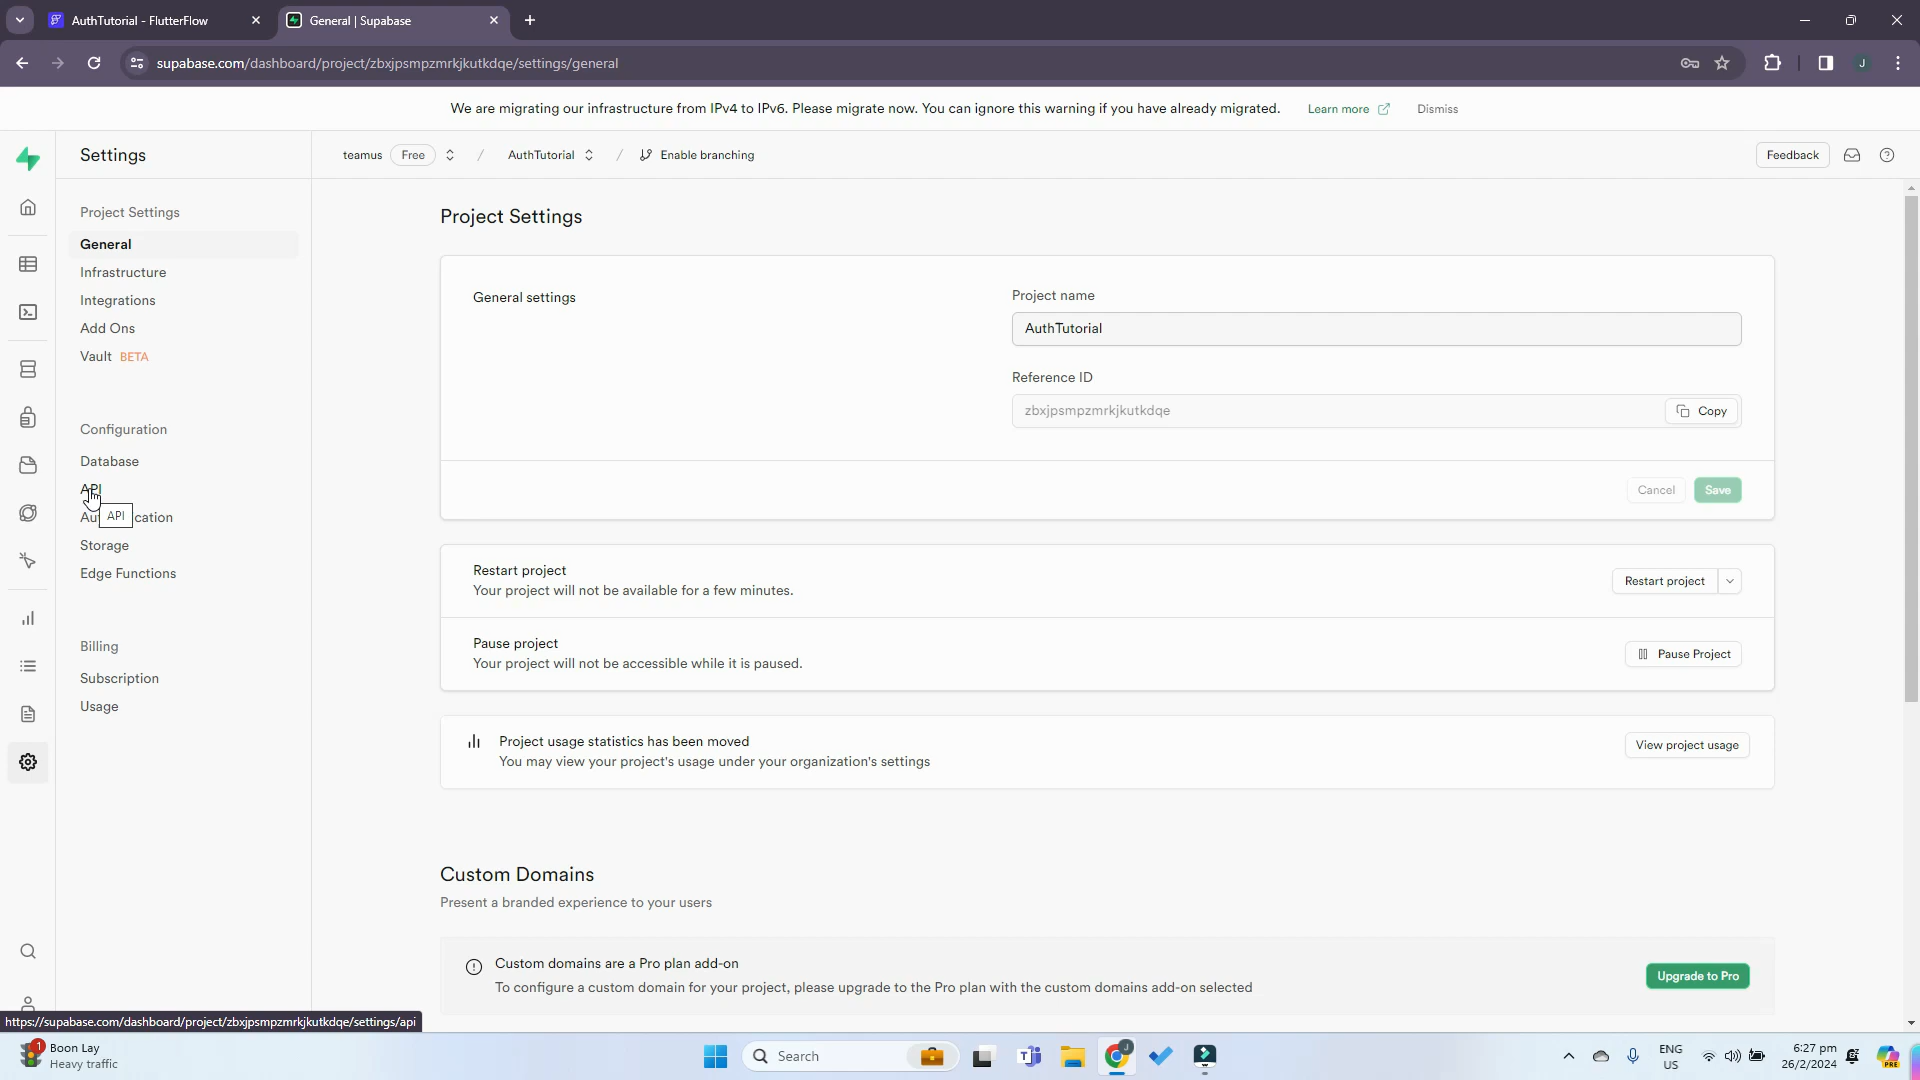 AuthTutorial - FlutterFlow
General | Supabase
supabase.com/dashboard/project/zbxjpsmpzmrkjkutkdqe/settings/general
J
We are migrating our infrastructure from IPv4 to IPv6. Please migrate now. You can ignore this warning if you have already migrated. Learn more Dismiss
Settings
teamus Free / AuthTutorial / Enable branching
Feedback
Project Settings
General
Infrastructure
Integrations
Add Ons
Vault BETA
Configuration
Database
API
API
Au cation
Storage
Edge Functions
Billing
Subscription
Usage
Project Settings
General settings
Project name
AuthTutorial
Reference ID
zbxjpsmpzmrkjkutkdqe
Copy
Cancel Save
Restart project
Your project will not be available for a few minutes.
Restart project
Pause project
Your project will not be accessible while it is paused.
Pause Project
Project usage statistics has been moved
You may view your project's usage under your organization's settings
View project usage
Custom Domains
Present a branded experience to your users
Custom domains are a Pro plan add-on
To configure a custom domain for your project, please upgrade to the Pro plan with the custom domains add-on selected
Upgrade to Pro
https://supabase.com/dashboard/project/zbxjpsmpzmrkjkutkdqe/settings/api
1
Boon Lay
Heavy traffic
Search
J
ENG
US
6:27 pm
26/2/2024
PRE